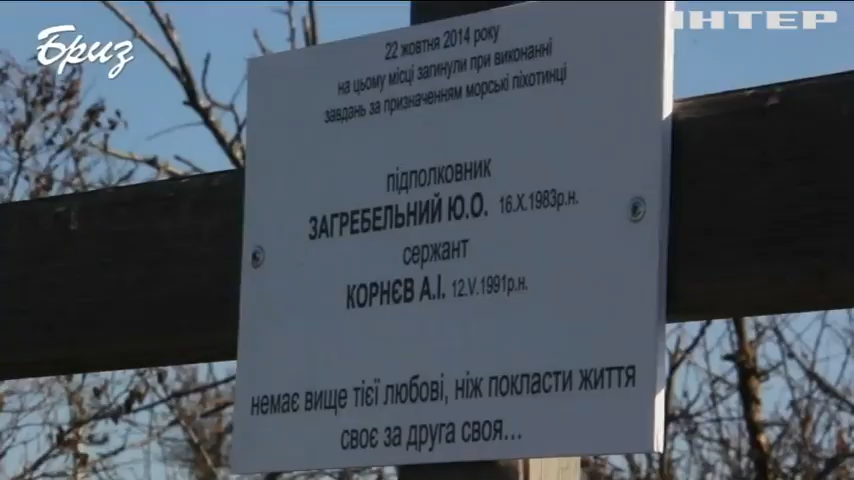 Бриз
ІНТЕР
22 жовтня 2014 року
на цьому місці загинули при виконанні
завдань за призначенням морські піхотинці
підполковник
ЗАГРЕБЕЛЬНИЙ Ю.О. 16.X.1983р.н.
сержант
КОРНЄВ А.І. 12.V.1991р.н.
немає вище тієї любові, ніж покласти життя
своє за друга своя...